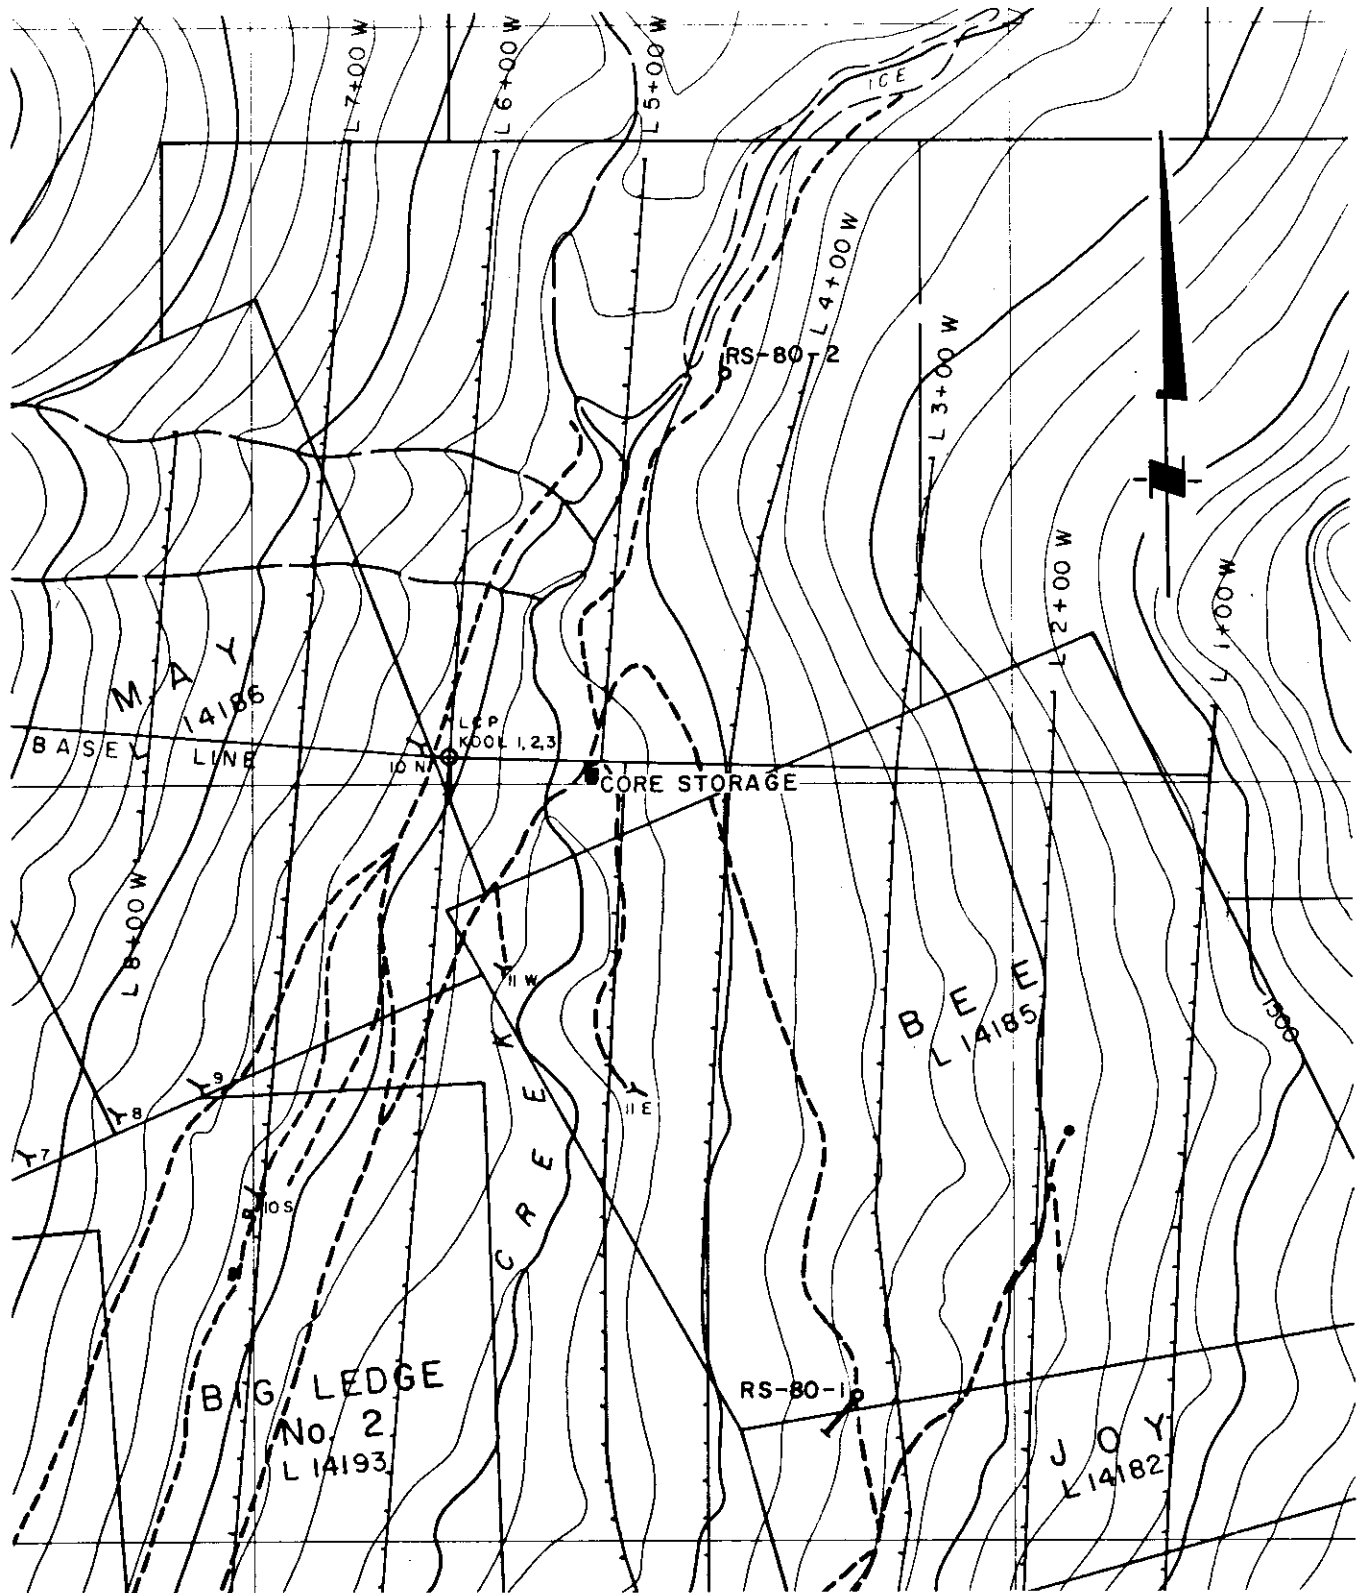 L 7+00 W
L 6+00 W
L 5+00 W
ICE
L 4+00 W
RS-80-2
L 3+00 W
L 2+00 W
L 1+00 W
MAY
L 14186
BASE LINE
LCP
KOOL 1,2,3
10 N
CORE STORAGE
L 8+00 W
11 W
BEE
L 14185
1500
9
8
7
11 E
10 S
CREEK
BIG LEDGE
No. 2
L 14193
RS-80-1
JOY
L 14182